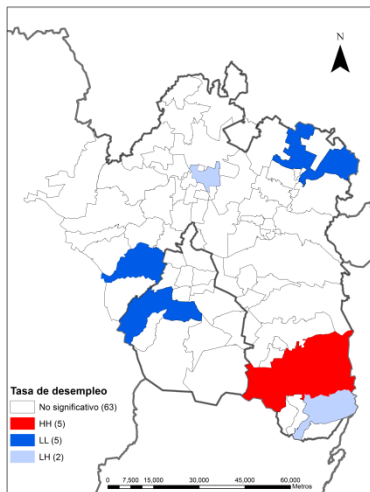 N
Tasa de desempleo
No significativo (63)
HH (5)
LL (5)
LH (2)
0 7,500 15,000 30,000 45,000 60,000
Metros